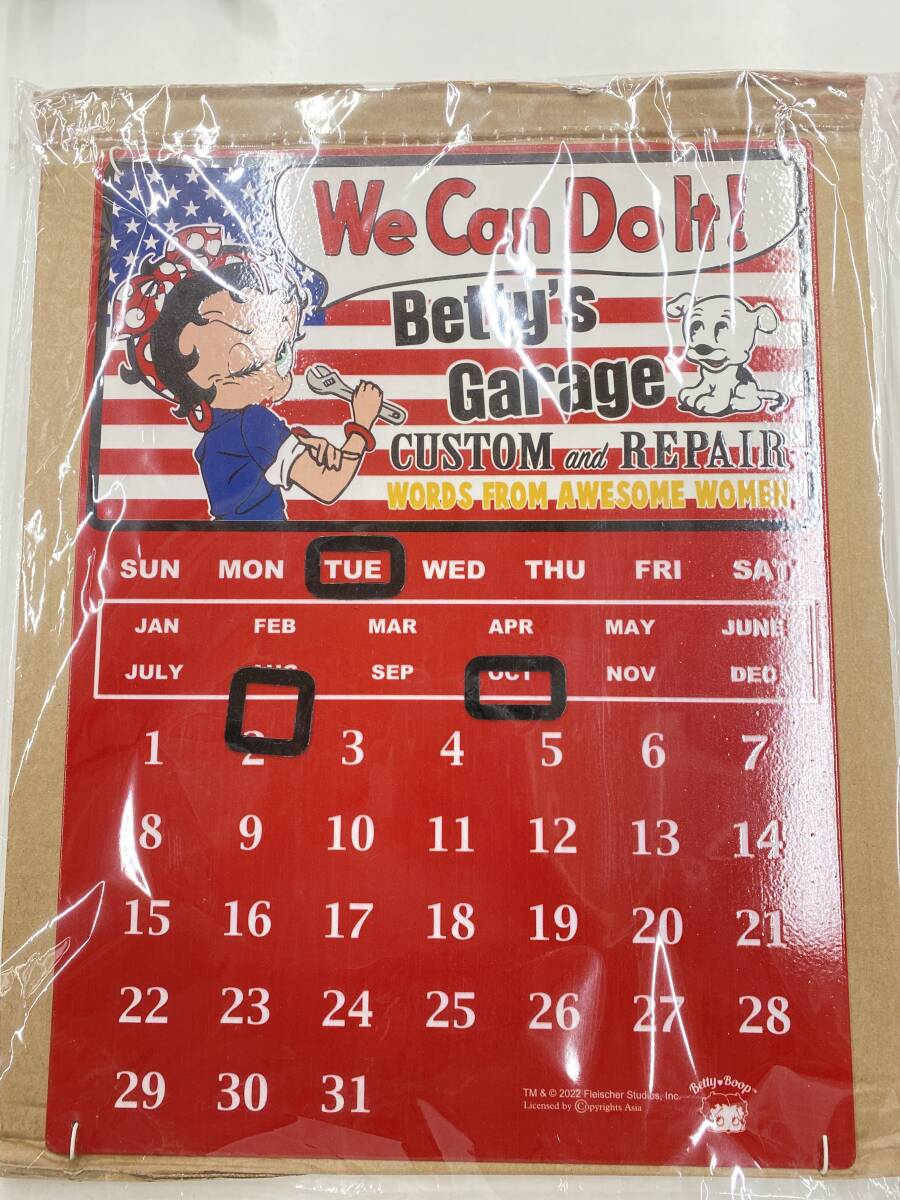 We Can Do It!
Betty's
Garage
CUSTOM and REPAIR
WORDS FROM AWESOME WOMEN
SUN MON TUE WED THU FRI SAT
JAN FEB MAR APR MAY JUNE
JULY AUG SEP OCT NOV DEC
1 2 3 4 5 6 7
8 9 10 11 12 13 14
15 16 17 18 19 20 21
22 23 24 25 26 27 28
29 30 31
TM & © 2022 Fleischer Studios, Inc.
Licensed by Ⓒopyrights Asia
Betty♥Boop™